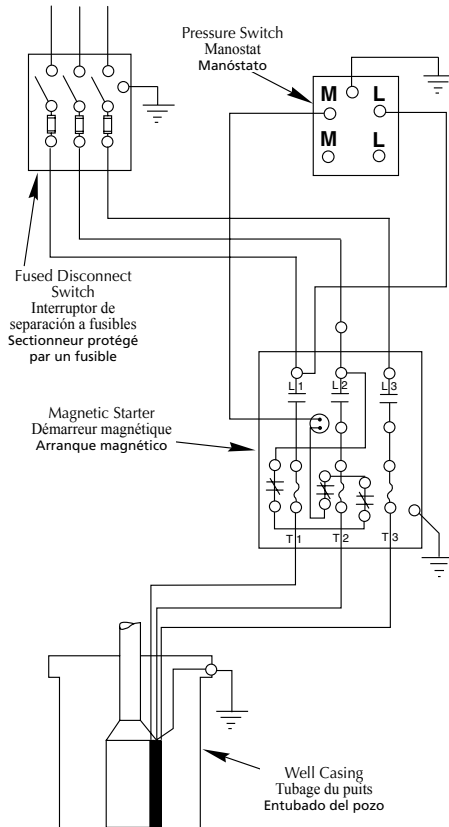 Pressure Switch
Manostat
Manóstato
M L
M L
Fused Disconnect
Switch
Interruptor de
separación a fusibles
Sectionneur protégé
par un fusible
L1 L2 L3
Magnetic Starter
Démarreur magnétique
Arranque magnético
T1 T2 T3
Well Casing
Tubage du puits
Entubado del pozo